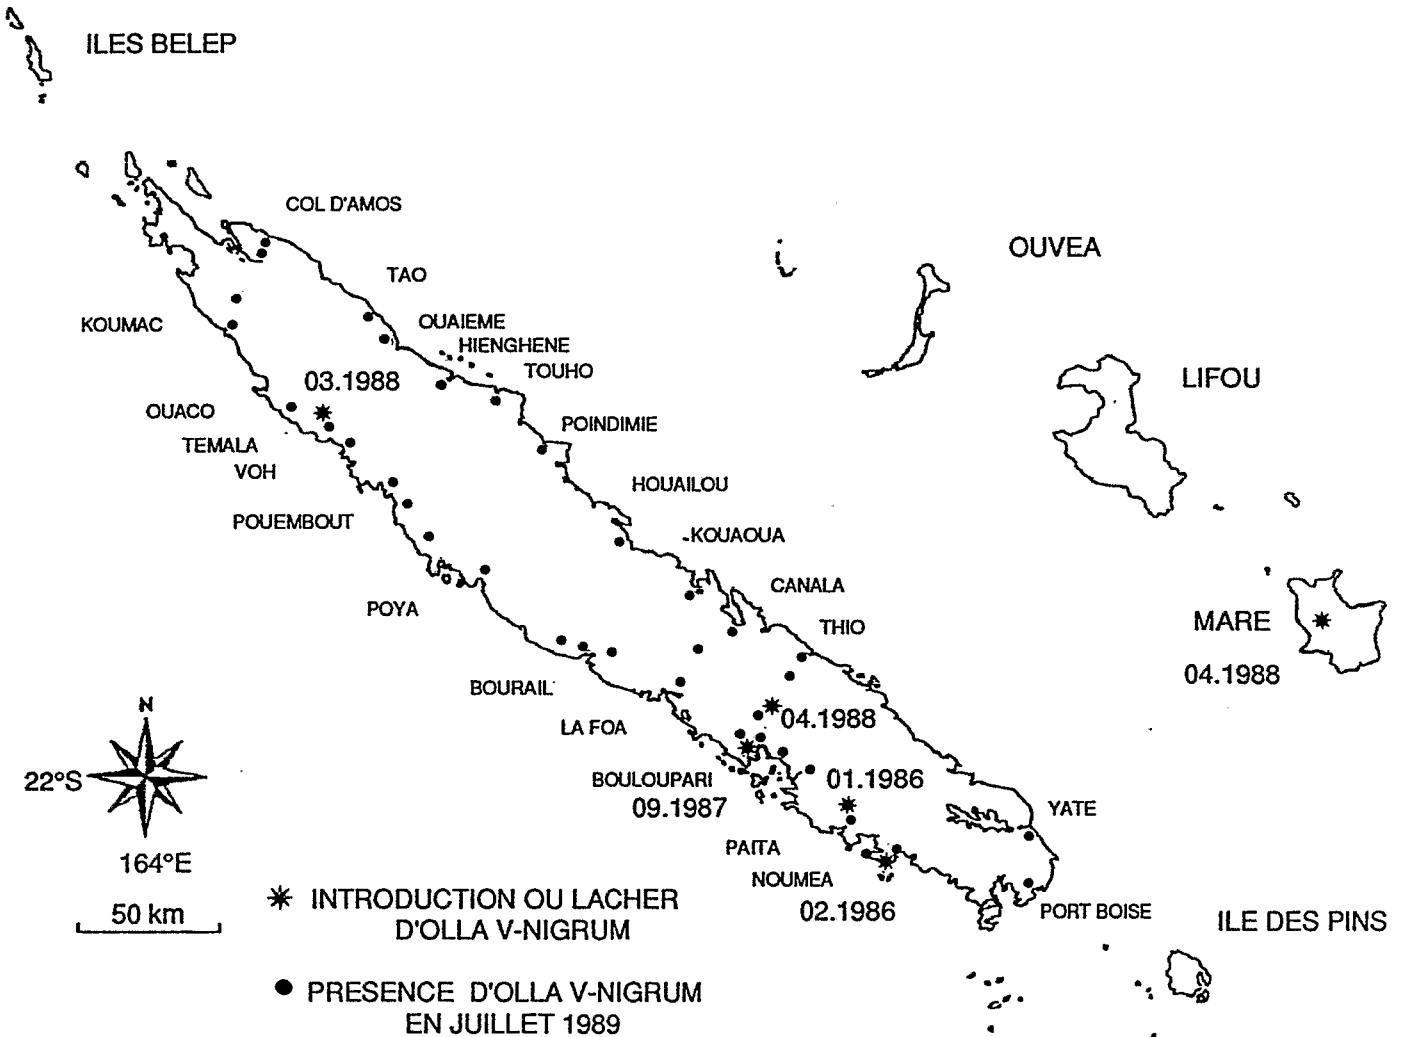 ILES BELEP
COL D'AMOS
OUVEA
TAO
KOUMAC
OUAIEME
HIENGHENE
TOUHO
03.1988
LIFOU
OUACO
POINDIMIE
TEMALA
VOH
HOUAILOU
POUEMBOUT
KOUAOUA
CANALA
POYA
THIO
MARE
04.1988
BOURAIL
N
LA FOA
04.1988
22°S
BOULOUPARI
01.1986
09.1987
YATE
PAITA
164°E
NOUMEA
02.1986
PORT BOISE
50 km
ILE DES PINS
INTRODUCTION OU LACHER
D'OLLA V-NIGRUM
PRESENCE D'OLLA V-NIGRUM
EN JUILLET 1989